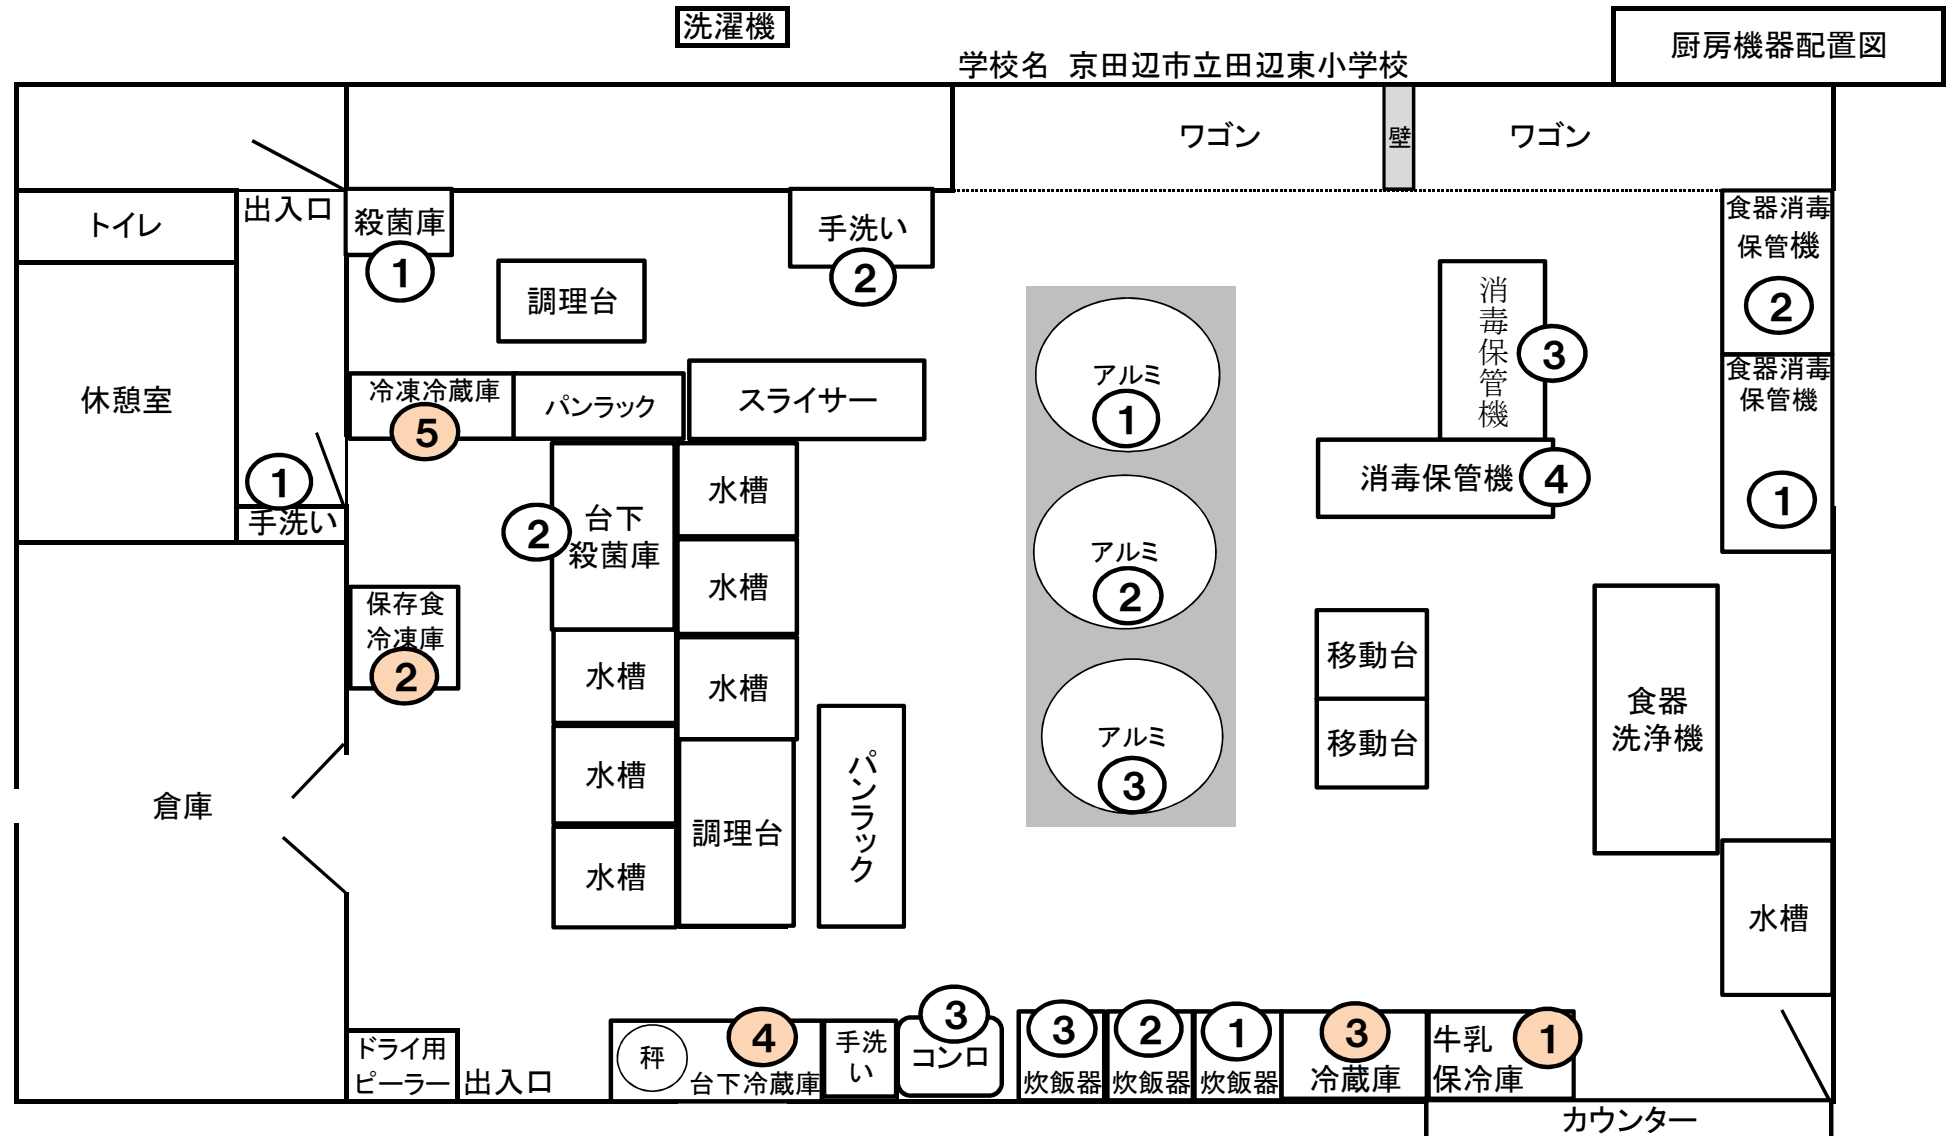 洗濯機
厨房機器配置図
学校名 京田辺市立田辺東小学校
ワゴン
壁
ワゴン
トイレ
出入口
殺菌庫
1
手洗い
2
調理台
食器消毒
保管機
2
消毒保管機
3
アルミ
1
食器消毒
保管機
1
休憩室
冷凍冷蔵庫
5
パンラック
スライサー
1
手洗い
2
台下
殺菌庫
水槽
消毒保管機
4
アルミ
2
水槽
保存食
冷凍庫
2
水槽
水槽
移動台
食器
洗浄機
アルミ
3
移動台
倉庫
水槽
パンラック
調理台
水槽
水槽
ドライ用
ピーラー
出入口
秤
4
台下冷蔵庫
手洗
い
3
コンロ
3
炊飯器
2
炊飯器
1
炊飯器
3
冷蔵庫
牛乳
保冷庫
1
カウンター